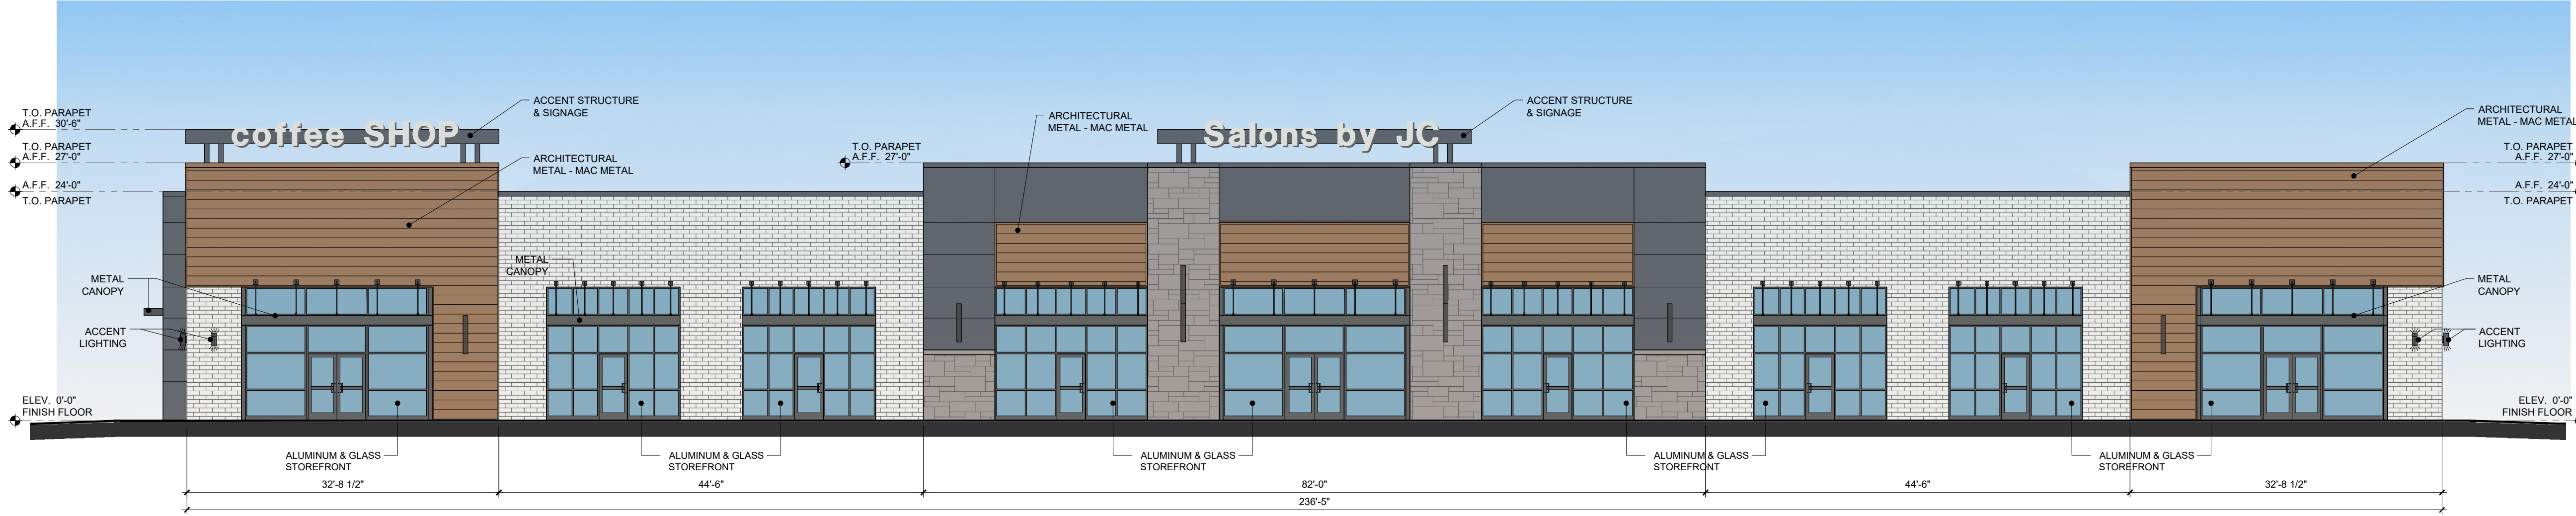 ACCENT STRUCTURE
& SIGNAGE
ACCENT STRUCTURE
& SIGNAGE
T.O. PARAPET
A.F.F. 30'-6"
coffee SHOP
Salons by JC
ARCHITECTURAL
METAL - MAC METAL
ARCHITECTURAL
METAL - MAC METAL
T.O. PARAPET
A.F.F. 27'-0"
ARCHITECTURAL
METAL - MAC METAL
T.O. PARAPET
A.F.F. 27'-0"
T.O. PARAPET
A.F.F. 27'-0"
A.F.F. 24'-0"
T.O. PARAPET
A.F.F. 24'-0"
T.O. PARAPET
METAL
CANOPY
METAL
CANOPY
METAL
CANOPY
ACCENT
LIGHTING
ACCENT
LIGHTING
ELEV. 0'-0"
FINISH FLOOR
ELEV. 0'-0"
FINISH FLOOR
ALUMINUM & GLASS
STOREFRONT
ALUMINUM & GLASS
STOREFRONT
ALUMINUM & GLASS
STOREFRONT
ALUMINUM & GLASS
STOREFRONT
ALUMINUM & GLASS
STOREFRONT
32'-8 1/2"
44'-6"
82'-0"
44'-6"
32'-8 1/2"
236'-5"